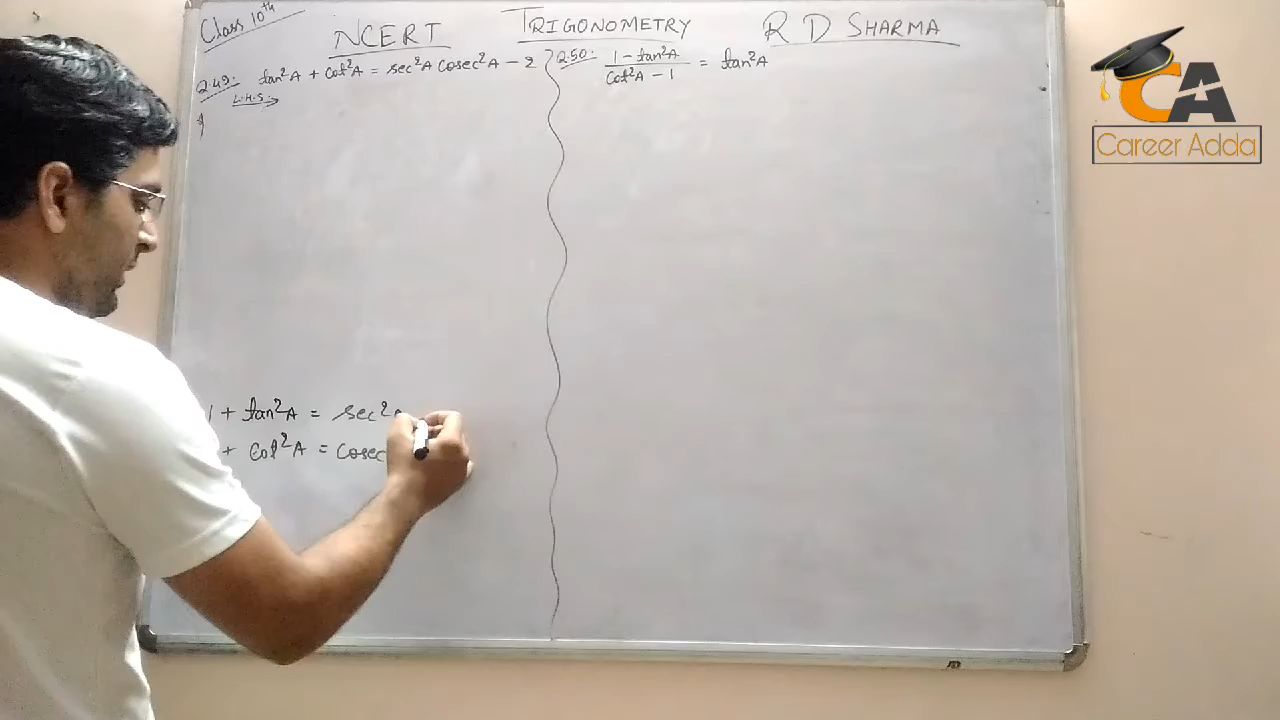 Class 10th
NCERT TRIGONOMETRY R D SHARMA
Q49. tan²A + cot²A = sec²A cosec²A - 2
L.H.S.
Q50. (1 - tan²A)/(cot²A - 1) = tan²A
1 + tan²A = sec²A
+ cot²A = cosec
CA
Career Adda